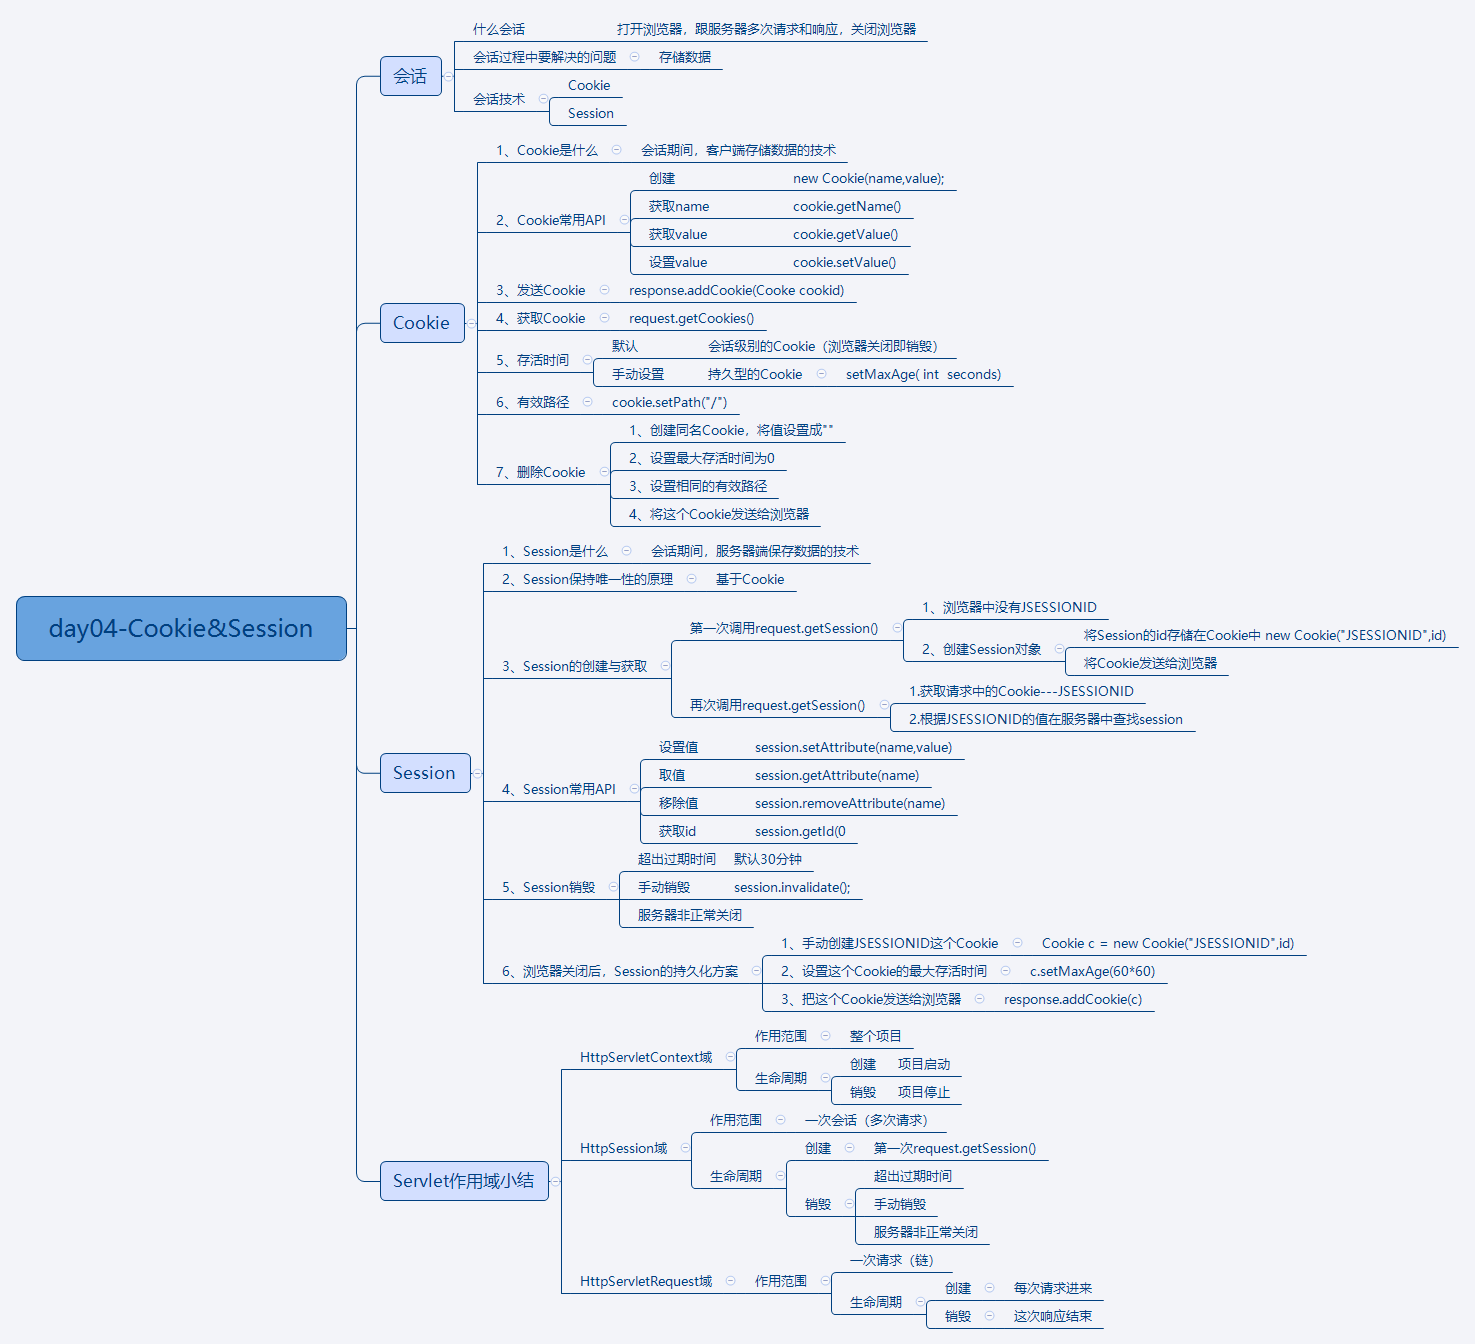 day04-Cookie&Session
会话
什么会话 打开浏览器，跟服务器多次请求和响应，关闭浏览器
会话过程中要解决的问题 存储数据
会话技术
Cookie
Session
Cookie
1、Cookie是什么 会话期间，客户端存储数据的技术
2、Cookie常用API
创建 new Cookie(name,value);
获取name cookie.getName()
获取value cookie.getValue()
设置value cookie.setValue()
3、发送Cookie response.addCookie(Cooke cookid)
4、获取Cookie request.getCookies()
5、存活时间
默认 会话级别的Cookie（浏览器关闭即销毁）
手动设置 持久型的Cookie setMaxAge( int  seconds)
6、有效路径 cookie.setPath("/")
7、删除Cookie
1、创建同名Cookie，将值设置成""
2、设置最大存活时间为0
3、设置相同的有效路径
4、将这个Cookie发送给浏览器
Session
1、Session是什么 会话期间，服务器端保存数据的技术
2、Session保持唯一性的原理 基于Cookie
3、Session的创建与获取
第一次调用request.getSession()
1、浏览器中没有JSESSIONID
2、创建Session对象
将Session的id存储在Cookie中 new Cookie("JSESSIONID",id)
将Cookie发送给浏览器
再次调用request.getSession()
1.获取请求中的Cookie---JSESSIONID
2.根据JSESSIONID的值在服务器中查找session
4、Session常用API
设置值 session.setAttribute(name,value)
取值 session.getAttribute(name)
移除值 session.removeAttribute(name)
获取id session.getId(0
5、Session销毁
超出过期时间 默认30分钟
手动销毁 session.invalidate();
服务器非正常关闭
6、浏览器关闭后，Session的持久化方案
1、手动创建JSESSIONID这个Cookie Cookie c = new Cookie("JSESSIONID",id)
2、设置这个Cookie的最大存活时间 c.setMaxAge(60*60)
3、把这个Cookie发送给浏览器 response.addCookie(c)
Servlet作用域小结
HttpServletContext域
作用范围 整个项目
生命周期
创建 项目启动
销毁 项目停止
HttpSession域
作用范围 一次会话（多次请求）
生命周期
创建 第一次request.getSession()
销毁
超出过期时间
手动销毁
服务器非正常关闭
HttpServletRequest域
作用范围
一次请求（链）
生命周期
创建 每次请求进来
销毁 这次响应结束